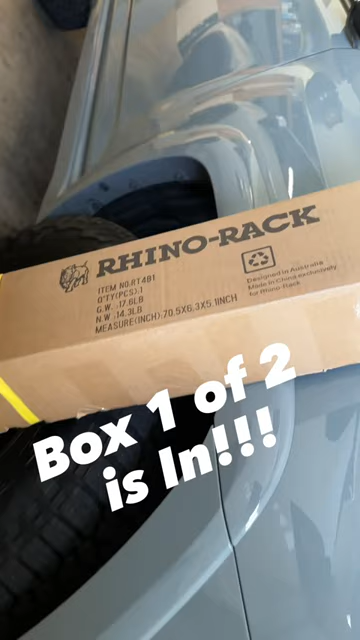 RHINO-RACK
ITEM NO.RT4B1
Q'TY(PCS):1
G.W. :17.6LB
N.W :14.3LB
MEASURE(INCH):70.5X6.3X5.1INCH
Designed in Australia
Made in China exclusively
for Rhino-Rack
Box 1 of 2
is In!!!